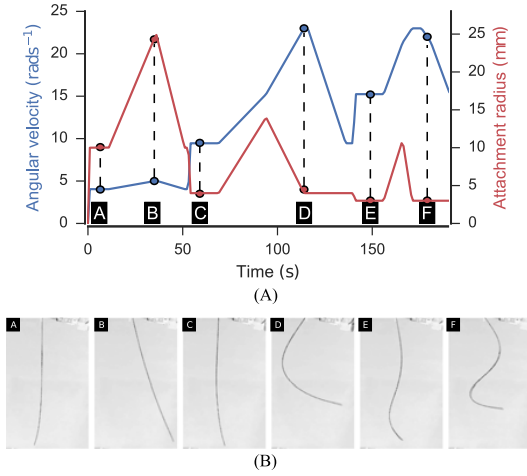 25
20
15
10
5
0
Angular velocity (rads⁻¹)
25
20
15
10
5
0
Attachment radius (mm)
A B C D E F
0 50 100 150
Time (s)
(A)
A B C D E F
(B)